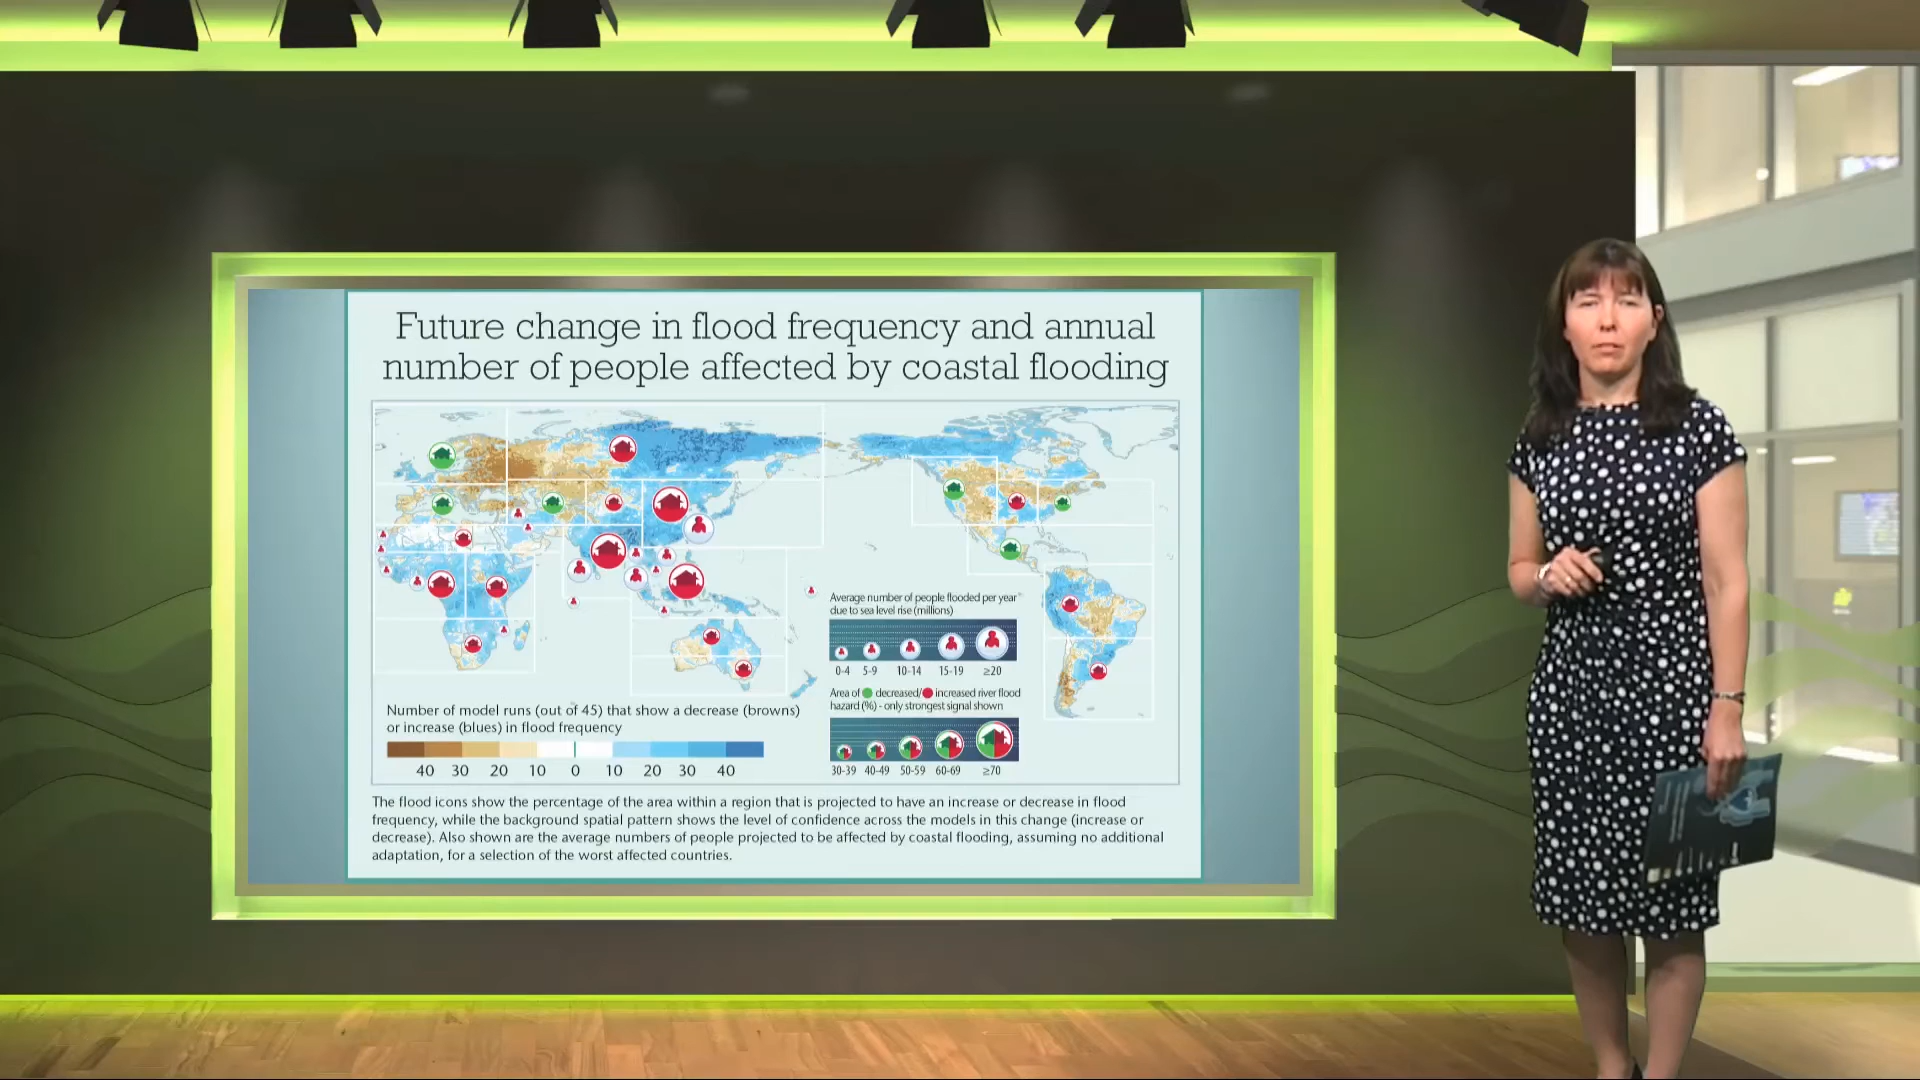 Future change in flood frequency and annual
number of people affected by coastal flooding
Average number of people flooded per year
due to sea level rise (millions)
0-4 5-9 10-14 15-19 ≥20
Area of decreased/ increased river flood
hazard (%) - only strongest signal shown
30-39 40-49 50-59 60-69 ≥70
Number of model runs (out of 45) that show a decrease (browns)
or increase (blues) in flood frequency
40 30 20 10 0 10 20 30 40
The flood icons show the percentage of the area within a region that is projected to have an increase or decrease in flood
frequency, while the background spatial pattern shows the level of confidence across the models in this change (increase or
decrease). Also shown are the average numbers of people projected to be affected by coastal flooding, assuming no additional
adaptation, for a selection of the worst affected countries.